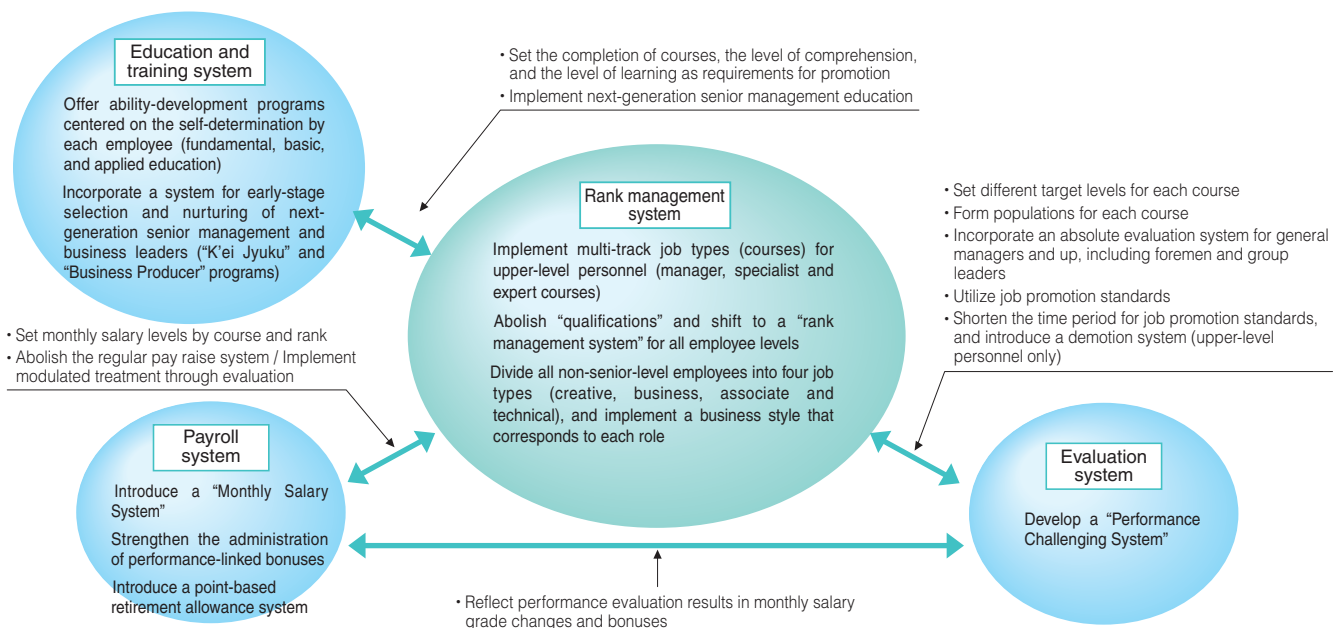 Education and
training system
Offer ability-development programs
centered on the self-determination by
each employee (fundamental, basic,
and applied education)
Incorporate a system for early-stage
selection and nurturing of next-
generation senior management and
business leaders (“K’ei Jyuku” and
“Business Producer” programs)
• Set the completion of courses, the level of comprehension,
and the level of learning as requirements for promotion
• Implement next-generation senior management education
Rank management
system
Implement multi-track job types (courses) for
upper-level personnel (manager, specialist and
expert courses)
Abolish “qualifications” and shift to a “rank
management system” for all employee levels
Divide all non-senior-level employees into four job
types (creative, business, associate and
technical), and implement a business style that
corresponds to each role
• Set different target levels for each course
• Form populations for each course
• Incorporate an absolute evaluation system for general
managers and up, including foremen and group
leaders
• Utilize job promotion standards
• Shorten the time period for job promotion standards,
and introduce a demotion system (upper-level
personnel only)
• Set monthly salary levels by course and rank
• Abolish the regular pay raise system / Implement
modulated treatment through evaluation
Payroll
system
Introduce a “Monthly Salary
System”
Strengthen the administration
of performance-linked bonuses
Introduce a point-based
retirement allowance system
Evaluation
system
Develop a “Performance
Challenging System”
• Reflect performance evaluation results in monthly salary
grade changes and bonuses